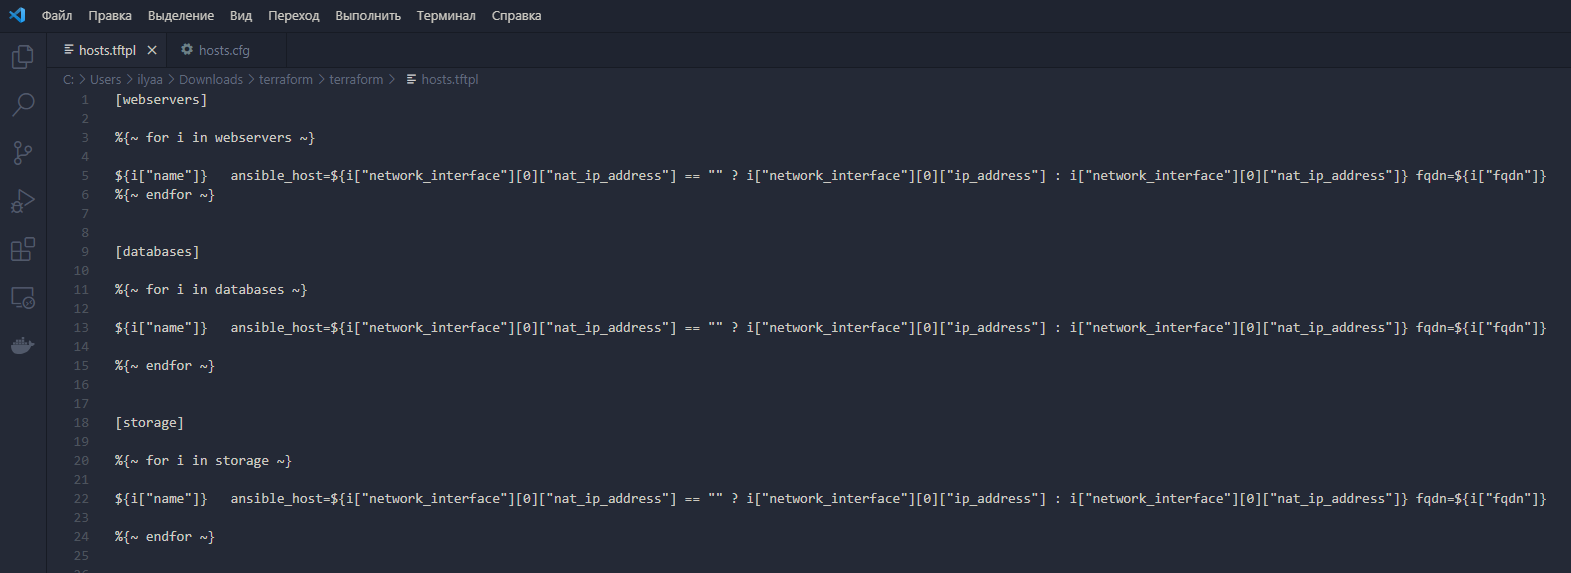 Файл Правка Выделение Вид Переход Выполнить Терминал Справка
hosts.tftpl hosts.cfg
C: > Users > ilyaa > Downloads > terraform > terraform > hosts.tftpl
1 [webservers]
2
3 %{~ for i in webservers ~}
4
5 ${i["name"]}   ansible_host=${i["network_interface"][0]["nat_ip_address"] == "" ? i["network_interface"][0]["ip_address"] : i["network_interface"][0]["nat_ip_address"]} fqdn=${i["fqdn"]}
6 %{~ endfor ~}
7
8
9 [databases]
10
11 %{~ for i in databases ~}
12
13 ${i["name"]}   ansible_host=${i["network_interface"][0]["nat_ip_address"] == "" ? i["network_interface"][0]["ip_address"] : i["network_interface"][0]["nat_ip_address"]} fqdn=${i["fqdn"]}
14
15 %{~ endfor ~}
16
17
18 [storage]
19
20 %{~ for i in storage ~}
21
22 ${i["name"]}   ansible_host=${i["network_interface"][0]["nat_ip_address"] == "" ? i["network_interface"][0]["ip_address"] : i["network_interface"][0]["nat_ip_address"]} fqdn=${i["fqdn"]}
23
24 %{~ endfor ~}
25